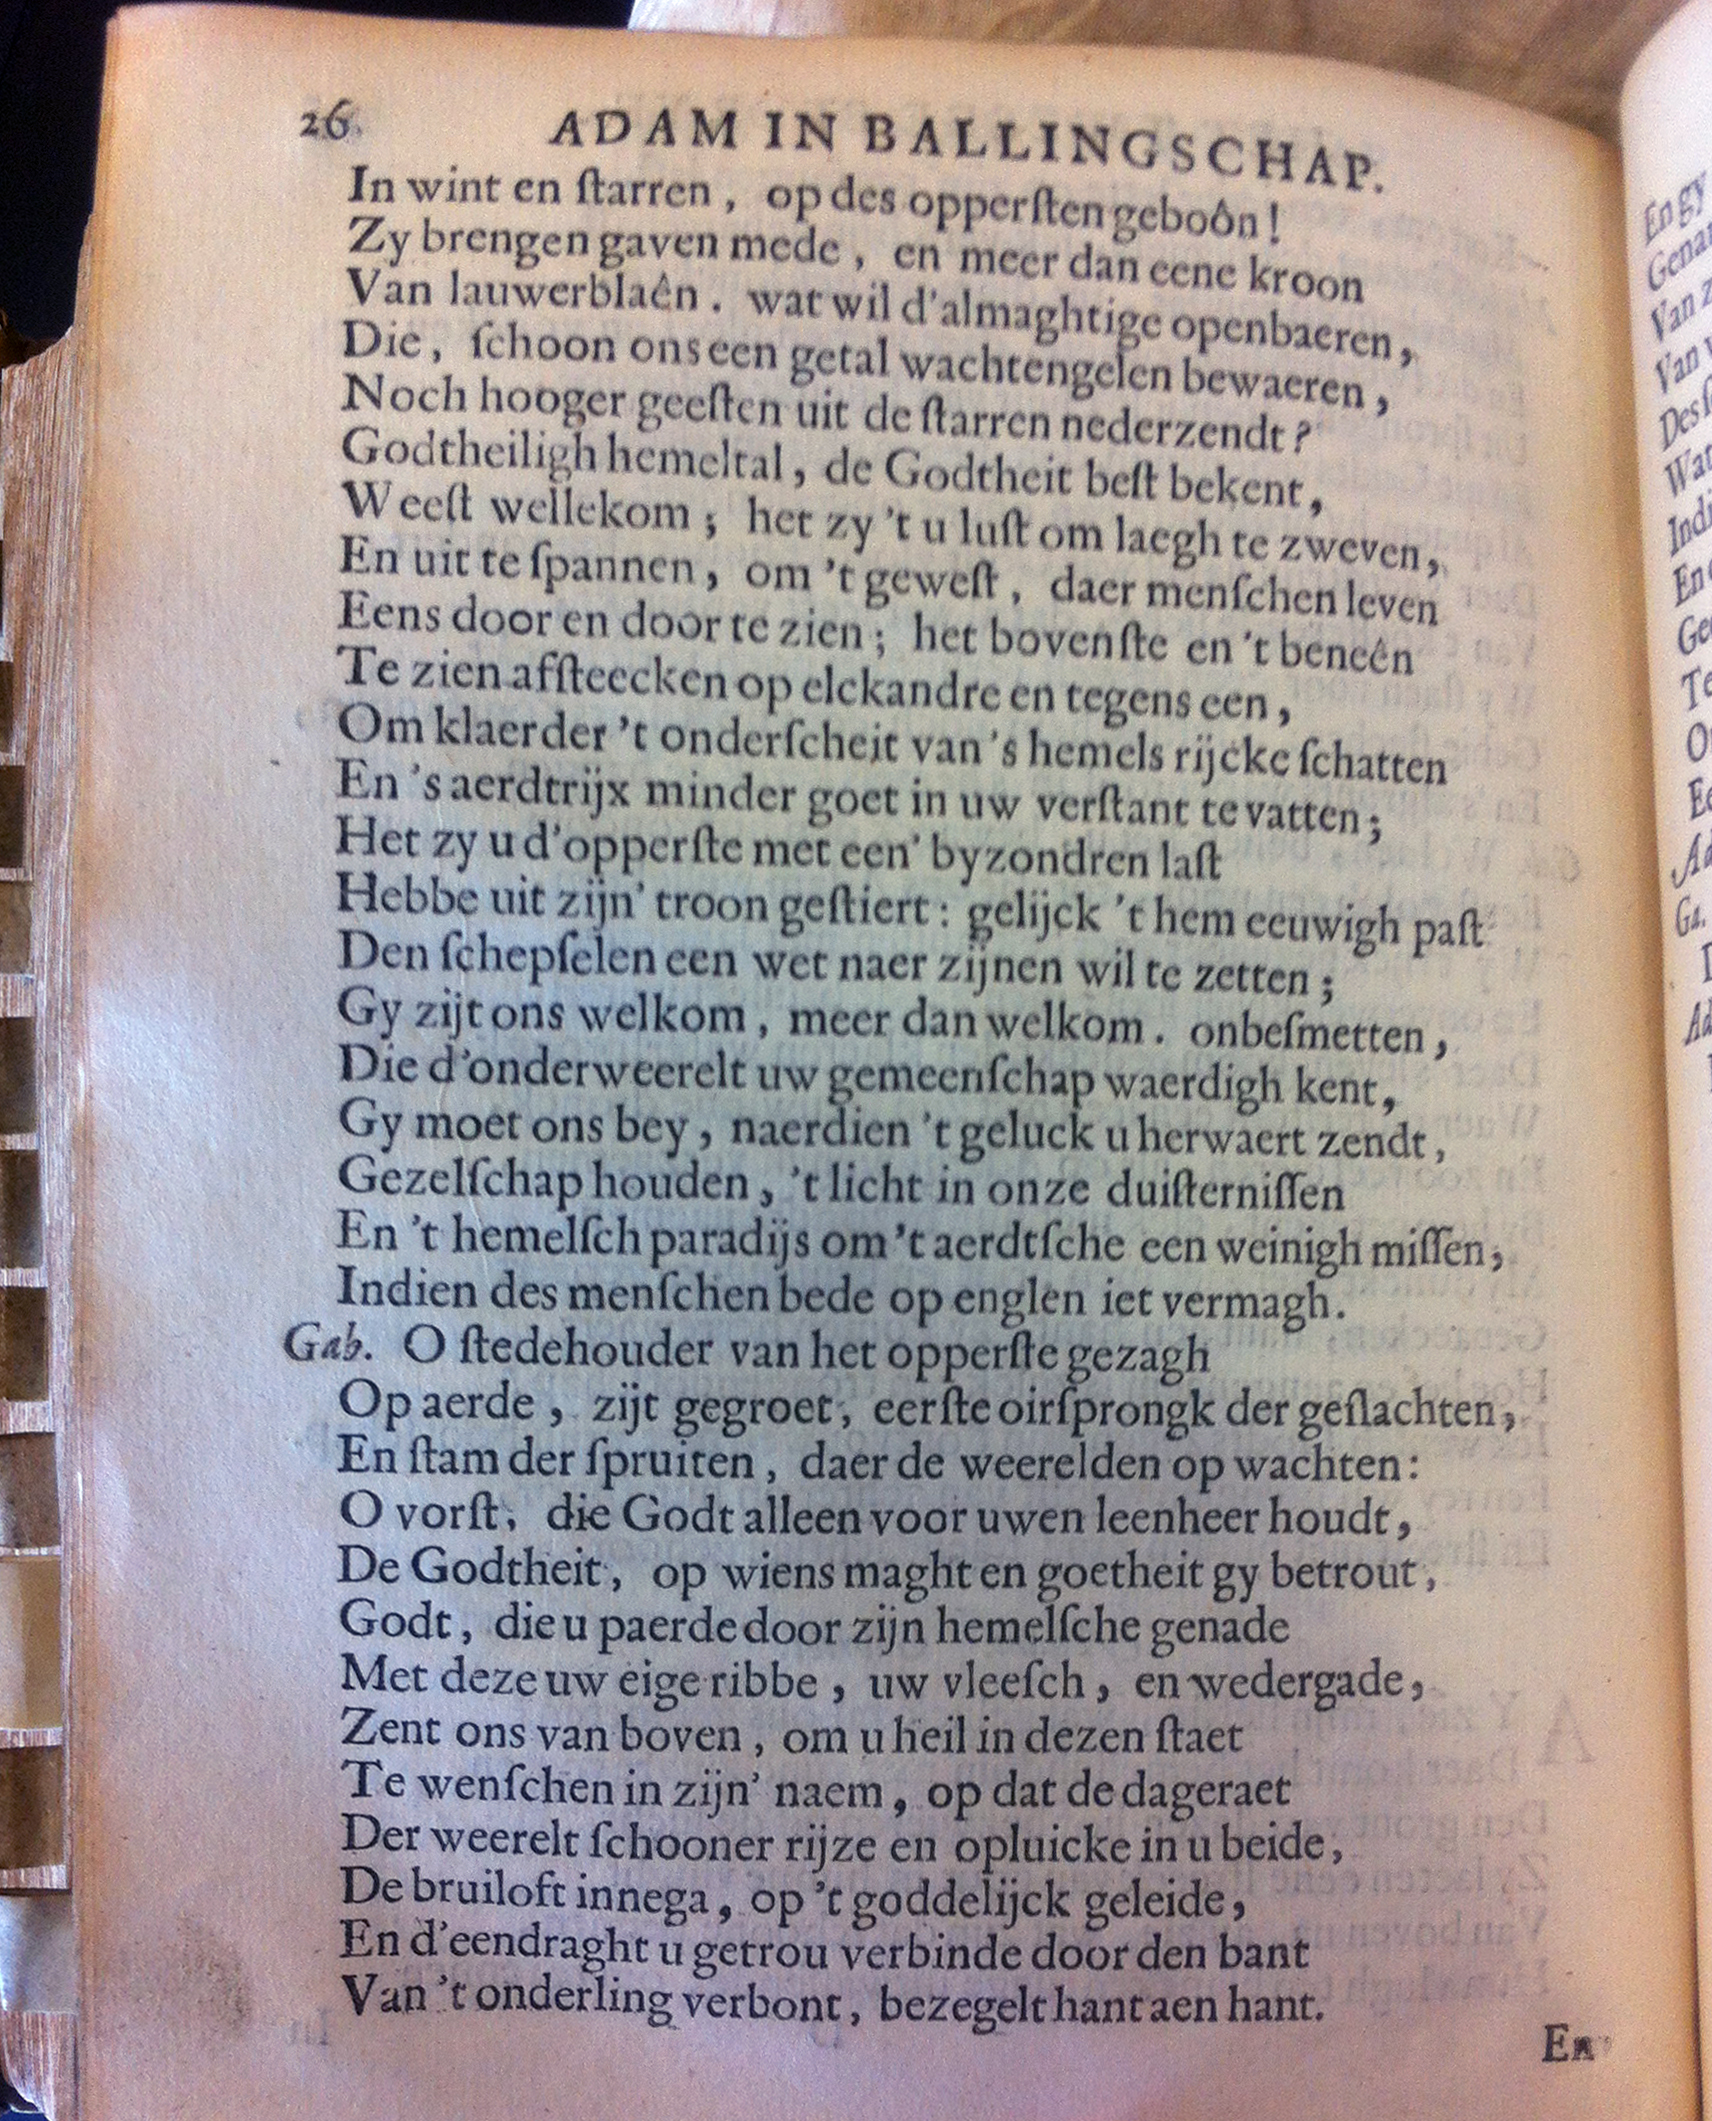 26 ADAM IN BALLINGSCHAP.
In wint en ſtarren, op des opperſten geboôn!
Zy brengen gaven mede, en meer dan eene kroon
Van lauwerblaên. wat wil d'almaghtige openbaeren,
Die, ſchoon ons een getal wachtengelen bewaeren,
Noch hooger geeſten uit de ſtarren nederzendt?
Godtheiligh hemeltal, de Godtheit beſt bekent,
Weeſt wellekom; het zy 't u luſt om laegh te zweven,
En uit te ſpannen, om 't geweſt, daer menſchen leven
Eens door en door te zien; het bovenſte en 't beneên
Te zien afſteecken op elckandre en tegens een,
Om klaerder 't onderſcheit van 's hemels rijcke ſchatten
En 's aerdtrijx minder goet in uw verſtant te vatten;
Het zy u d'opperſte met een' byzondren laſt
Hebbe uit zijn' troon geſtiert: gelijck 't hem eeuwigh paſt
Den ſchepſelen een wet naer zijnen wil te zetten;
Gy zijt ons welkom, meer dan welkom. onbeſmetten,
Die d'onderweerelt uw gemeenſchap waerdigh kent,
Gy moet ons bey, naerdien 't geluck u herwaert zendt,
Gezelſchap houden, 't licht in onze duiſterniſſen
En 't hemelſch paradijs om 't aerdtſche een weinigh miſſen,
Indien des menſchen bede op englen iet vermagh.
Gab. O ſtedehouder van het opperſte gezagh
Op aerde, zijt gegroet, eerſte oirſprongk der geſlachten,
En ſtam der ſpruiten, daer de weerelden op wachten:
O vorſt, die Godt alleen voor uwen leenheer houdt,
De Godtheit, op wiens maght en goetheit gy betrout,
Godt, die u paerde door zijn hemelſche genade
Met deze uw eige ribbe, uw vleeſch, en wedergade,
Zent ons van boven, om u heil in dezen ſtaet
Te wenſchen in zijn' naem, op dat de dageraet
Der weerelt ſchooner rijze en opluicke in u beide,
De bruiloft innega, op 't goddelijck geleide,
En d'eendraght u getrou verbinde door den bant
Van 't onderling verbont, bezegelt hant aen hant.
En
En gy
Van z
Indi
Te
Ga.